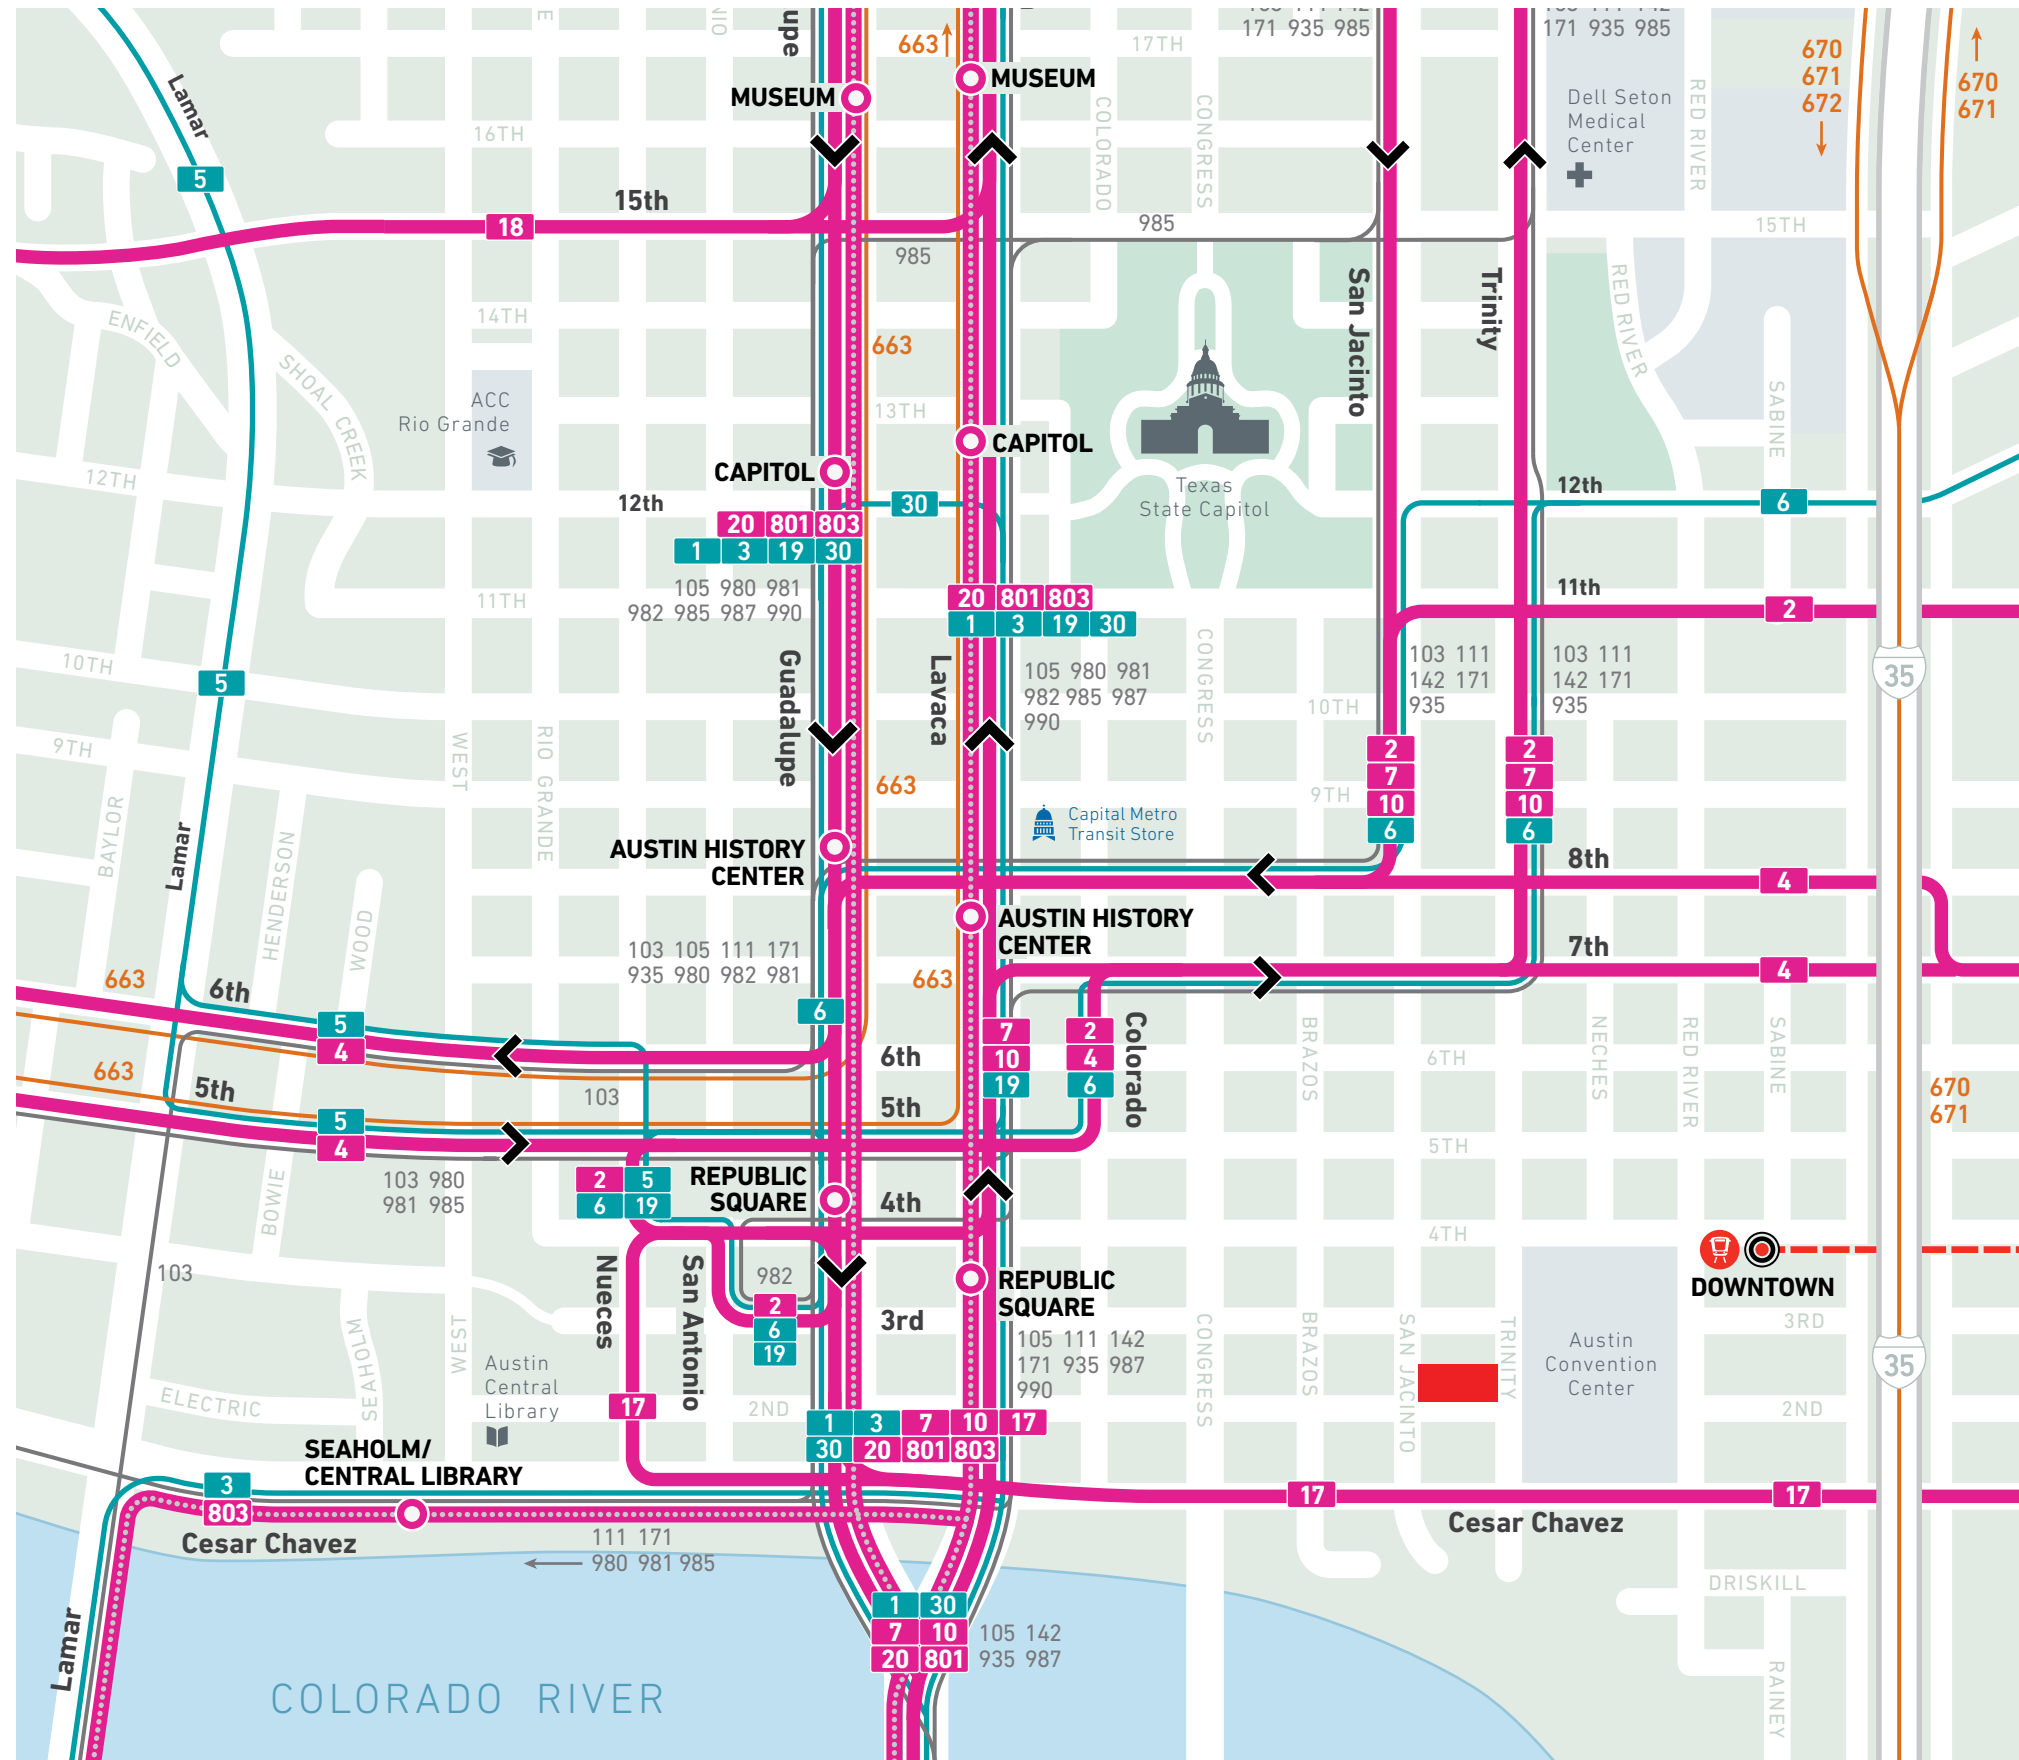 171 935 985
171 935 985
663
17TH
670
671
672
670
671
MUSEUM
MUSEUM
Lamar
Dell Seton
Medical
Center
COLORADO
CONGRESS
RED RIVER
16TH
5
15th
18
985
985
15TH
San Jacinto
Trinity
RED RIVER
ENFIELD
14TH
663
SHOAL CREEK
ACC
Rio Grande
13TH
SABINE
CAPITOL
CAPITOL
12TH
12th
30
Texas
State Capitol
12th
6
20 801 803
1 3 19 30
105 980 981
982 985 987 990
11TH
20 801 803
1 3 19 30
11th
2
10TH
5
Guadalupe
Lavaca
105 980 981
982 985 987
990
CONGRESS
103 111
142 171
935
103 111
142 171
935
35
10TH
9TH
WEST
RIO GRANDE
2
7
10
6
2
7
10
6
663
9TH
Capital Metro
Transit Store
BAYLOR
Lamar
HENDERSON
WOOD
AUSTIN HISTORY
CENTER
8th
4
AUSTIN HISTORY
CENTER
103 105 111 171
935 980 982 981
7th
4
663
6th
663
6
5
4
7
10
19
2
4
6
Colorado
BRAZOS
NECHES
RED RIVER
SABINE
6th
6TH
663
5th
103
5th
670
671
5
4
5TH
103 980
981 985
BOWIE
2 5
6 19
REPUBLIC
SQUARE
4th
4TH
103
Nueces
San Antonio
982
REPUBLIC
SQUARE
DOWNTOWN
2
6
19
3rd
105 111 142
171 935 987
990
CONGRESS
BRAZOS
SAN JACINTO
TRINITY
Austin
Convention
Center
3RD
35
SEAHOLM
WEST
Austin
Central
Library
ELECTRIC
17
2ND
2ND
1 3 7 10 17
30 20 801 803
SEAHOLM/
CENTRAL LIBRARY
3
803
17
17
Cesar Chavez
Cesar Chavez
111 171
980 981 985
DRISKILL
1 30
7 10
20 801
105 142
935 987
Lamar
COLORADO RIVER
RAINEY